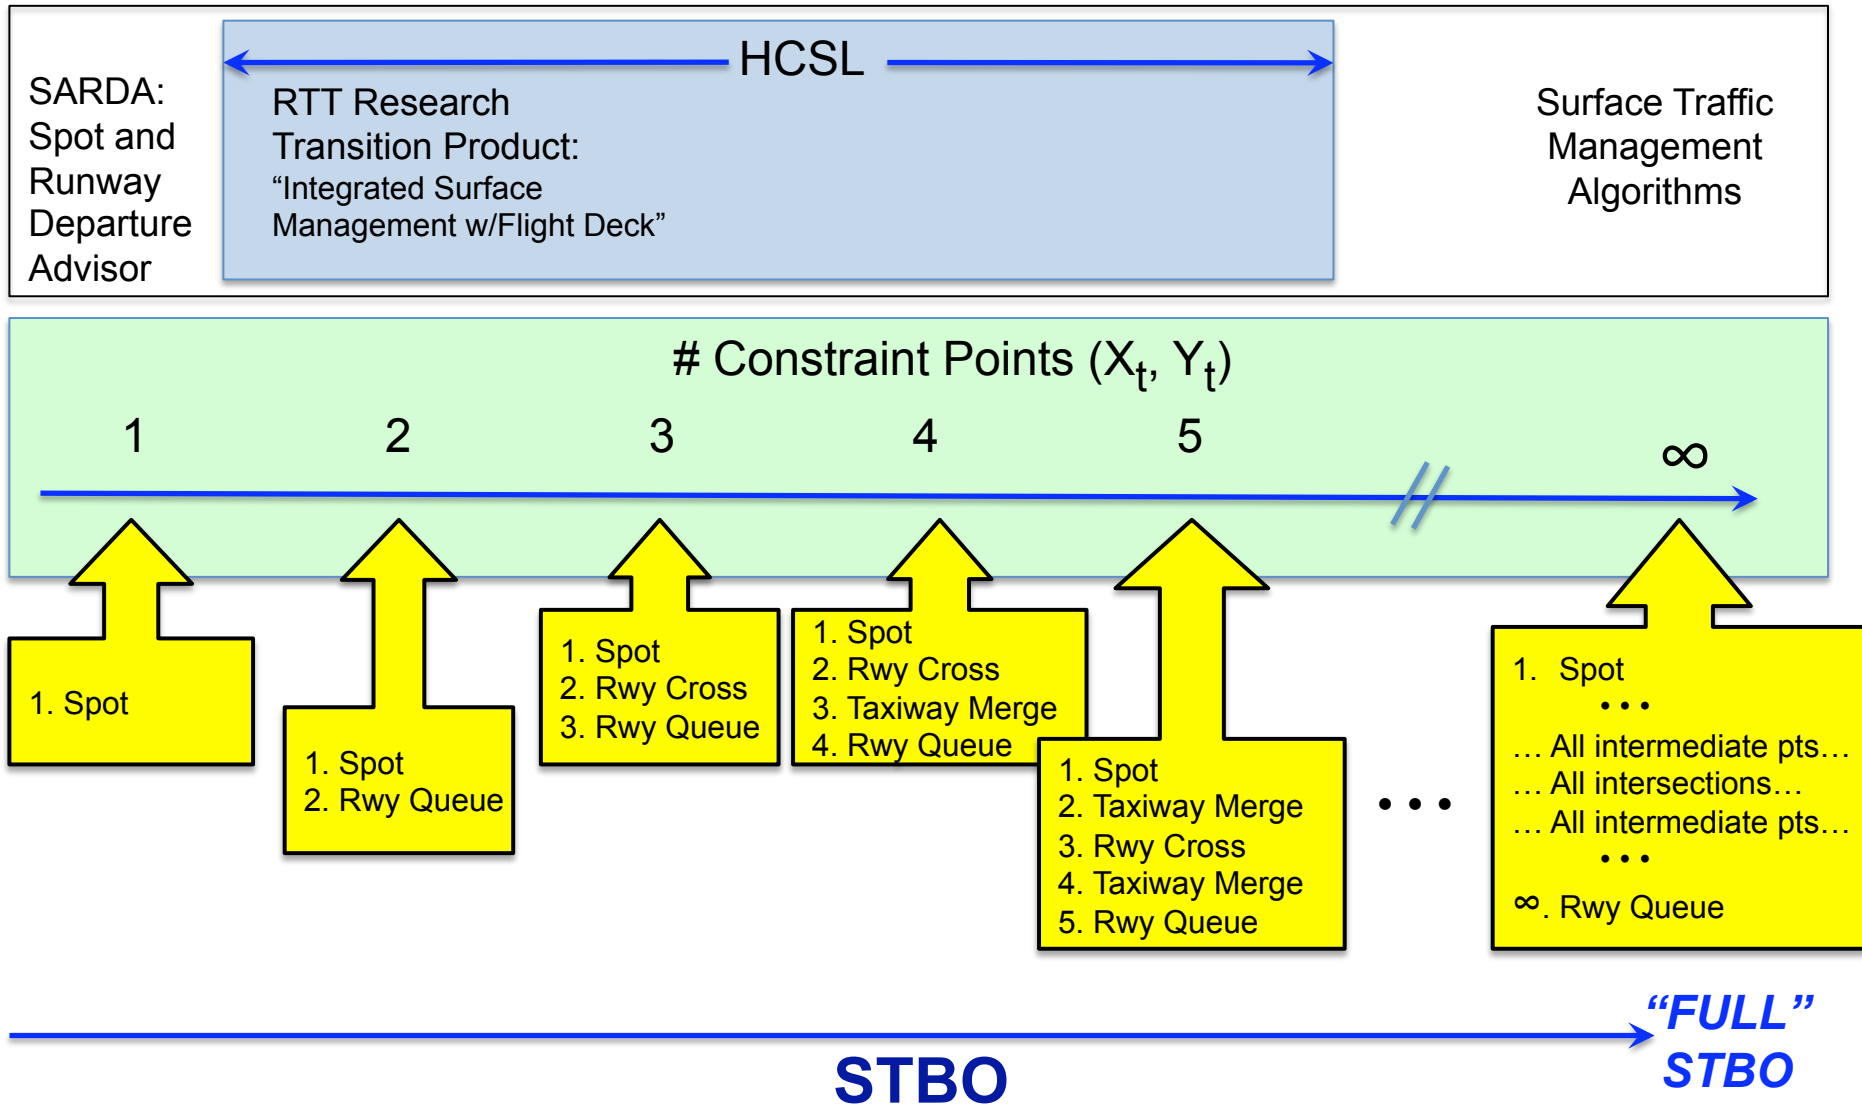 HCSL
SARDA:
Spot and
Runway
Departure
Advisor
RTT Research
Transition Product:
“Integrated Surface
Management w/Flight Deck”
Surface Traffic
Management
Algorithms
# Constraint Points (Xt, Yt)
1
2
3
4
5
∞
1. Spot
1. Spot
2. Rwy Queue
1. Spot
2. Rwy Cross
3. Rwy Queue
1. Spot
2. Rwy Cross
3. Taxiway Merge
4. Rwy Queue
1. Spot
2. Taxiway Merge
3. Rwy Cross
4. Taxiway Merge
5. Rwy Queue
• • •
1. Spot
• • •
… All intermediate pts…
… All intersections…
… All intermediate pts…
• • •
∞. Rwy Queue
STBO
“FULL”
STBO